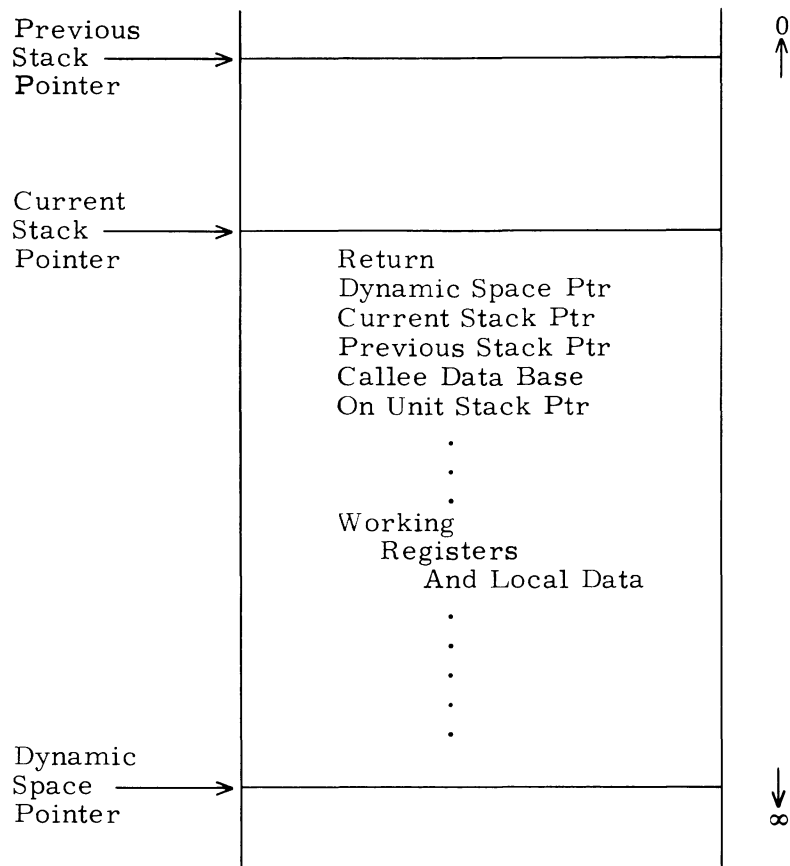 Previous
Stack
Pointer
0
Current
Stack
Pointer
Return
Dynamic Space Ptr
Current Stack Ptr
Previous Stack Ptr
Callee Data Base
On Unit Stack Ptr
.
.
.
Working
Registers
And Local Data
.
.
.
.
.
Dynamic
Space
Pointer
∞